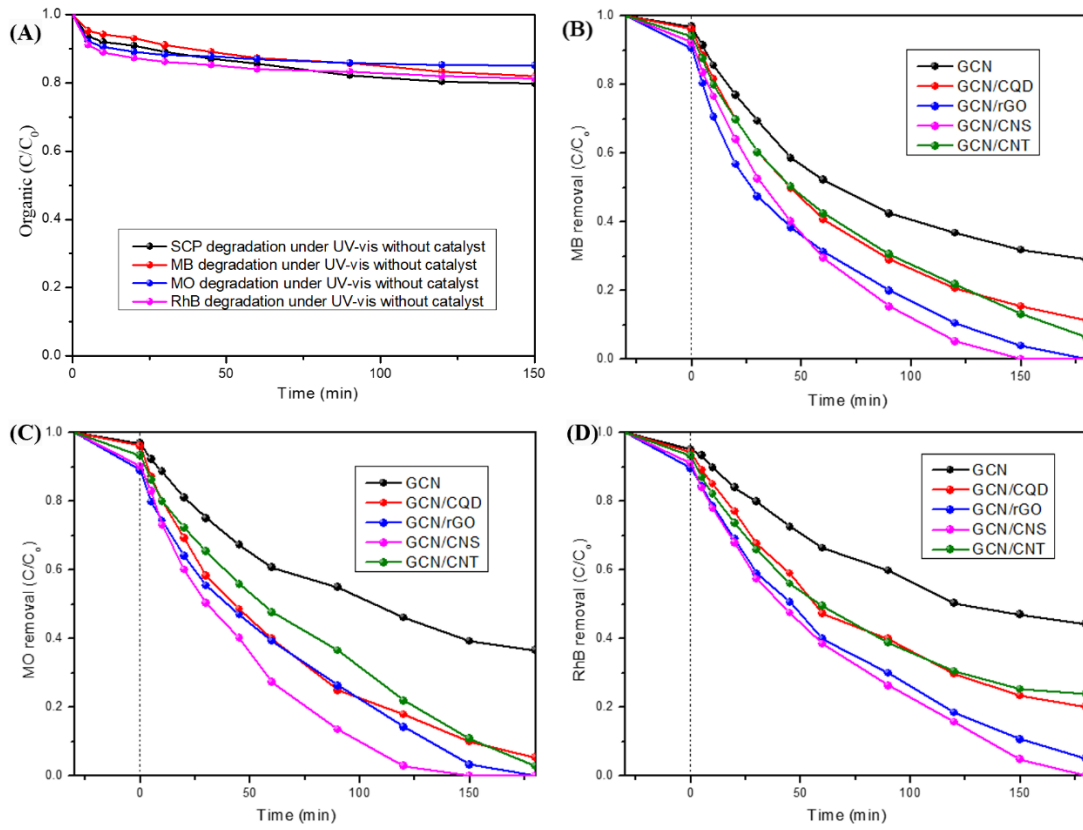 (A)
Organic (C/C₀)
1.0
0.8
0.6
0.4
0.2
0.0
SCP degradation under UV-vis without catalyst
MB degradation under UV-vis without catalyst
MO degradation under UV-vis without catalyst
RhB degradation under UV-vis without catalyst
0 50 100 150
Time (min)
(B)
MB removal (C/Cₒ)
1.0
0.8
0.6
0.4
0.2
0.0
GCN
GCN/CQD
GCN/rGO
GCN/CNS
GCN/CNT
0 50 100 150
Time (min)
(C)
MO removal (C/Cₒ)
1.0
0.8
0.6
0.4
0.2
0.0
GCN
GCN/CQD
GCN/rGO
GCN/CNS
GCN/CNT
0 50 100 150
Time (min)
(D)
RhB removal (C/Cₒ)
1.0
0.8
0.6
0.4
0.2
0.0
GCN
GCN/CQD
GCN/rGO
GCN/CNS
GCN/CNT
0 50 100 150
Time (min)